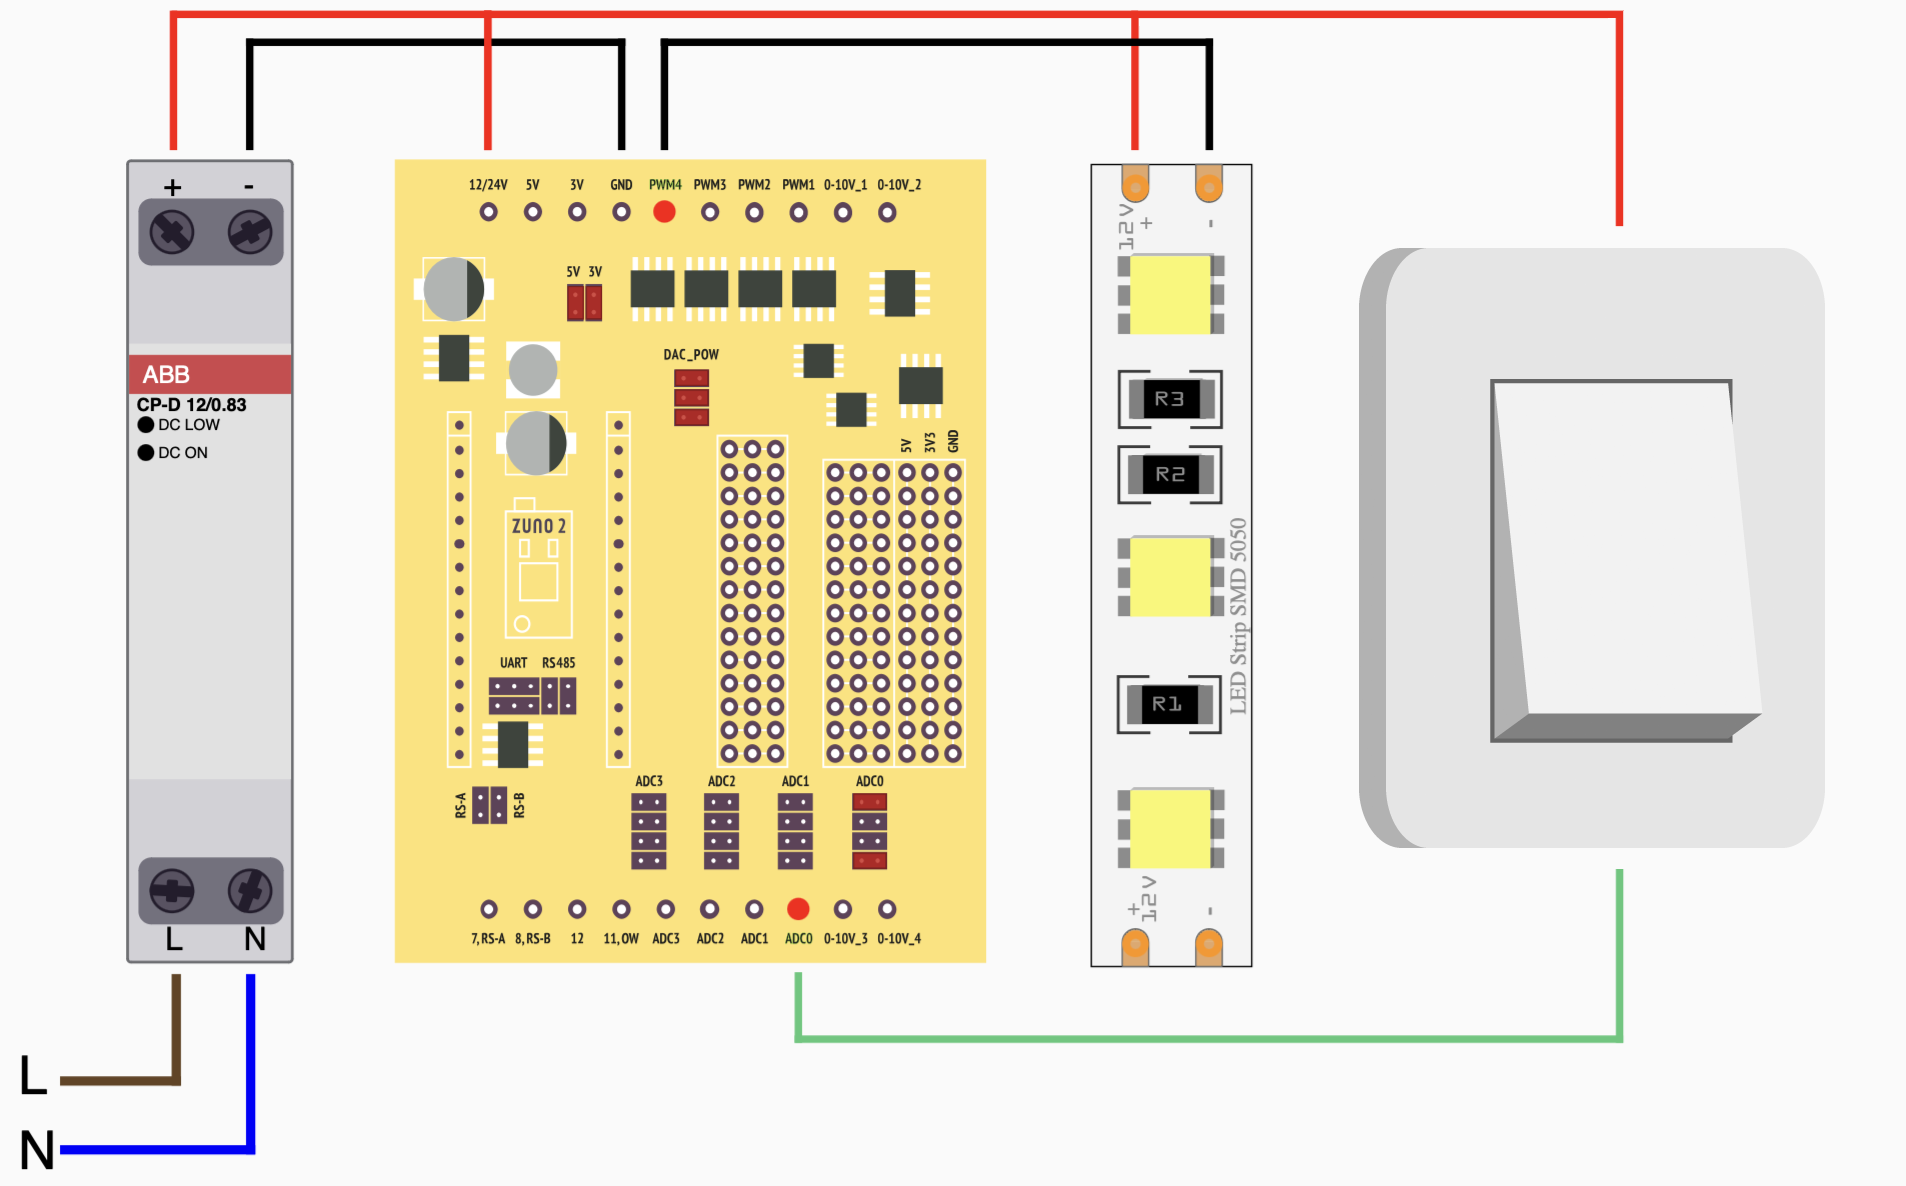 + -
ABB
CP-D 12/0.83
DC LOW
DC ON
L N
L
N
12/24V 5V 3V GND PWM4 PWM3 PWM2 PWM1 0-10V_1 0-10V_2
5V 3V
DAC_POW
5V 3V3 GND
ZUNO 2
UART RS485
RS-A RS-B
ADC3 ADC2 ADC1 ADC0
7,RS-A 8,RS-B 12 11,OW ADC3 ADC2 ADC1 ADC0 0-10V_3 0-10V_4
12V + -
R3
R2
LED Strip SMD 5050
R1
+ 12V -